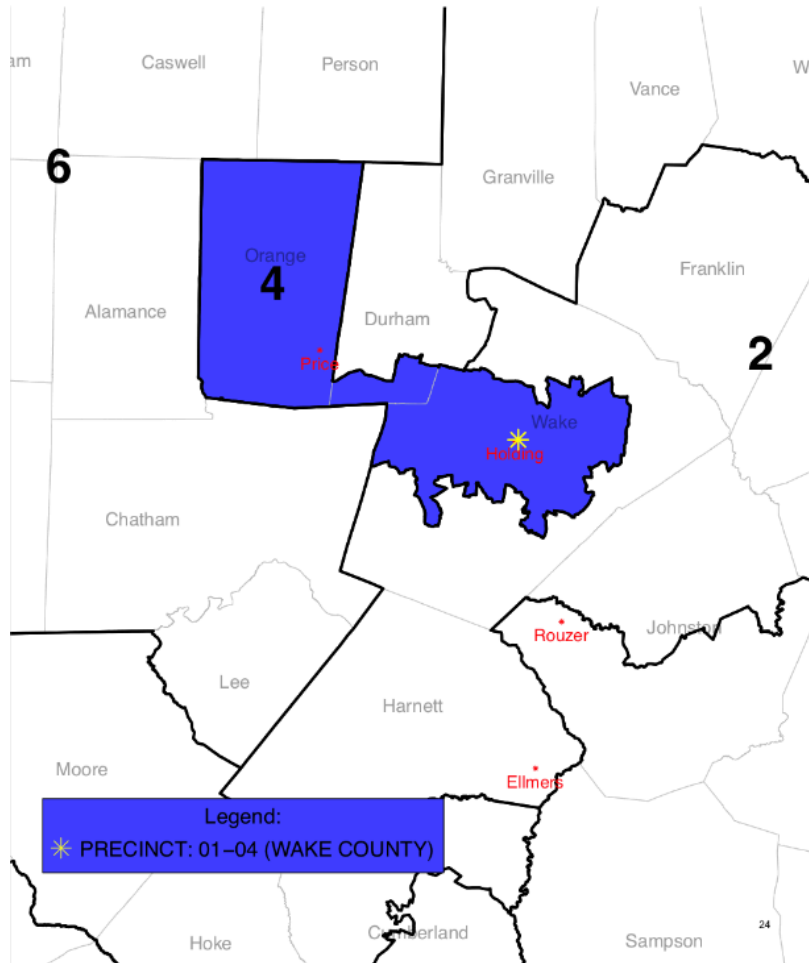 am
Caswell
Person
Vance
W
6
Granville
Orange
4
Franklin
Alamance
Durham
2
Price
Wake
Holding
Chatham
Rouzer
Johnston
Lee
Harnett
Moore
Ellmers
Legend:
PRECINCT: 01−04 (WAKE COUNTY)
24
Hoke
Cumberland
Sampson